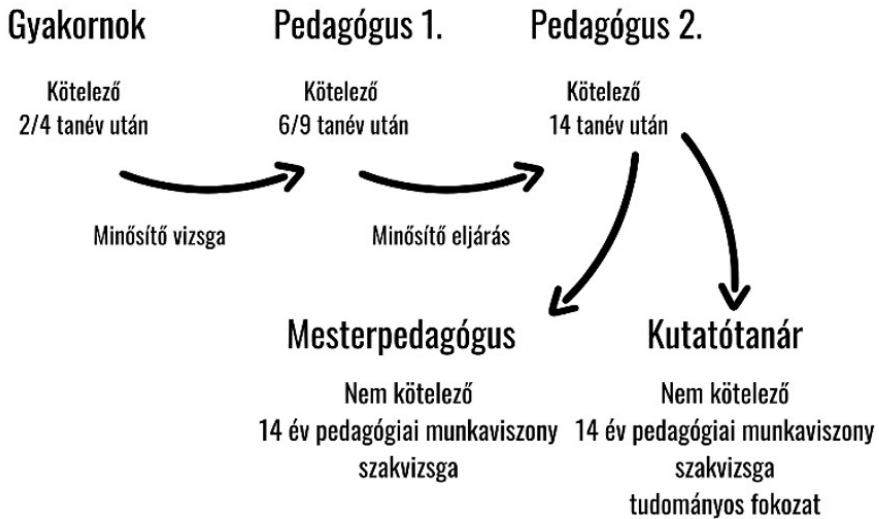 Gyakornok
Kötelező
2/4 tanév után
Pedagógus 1.
Kötelező
6/9 tanév után
Pedagógus 2.
Kötelező
14 tanév után
Minősítő vizsga
Minősítő eljárás
Mesterpedagógus
Nem kötelező
14 év pedagógiai munkaviszony
szakvizsga
Kutatótanár
Nem kötelező
14 év pedagógiai munkaviszony
szakvizsga
tudományos fokozat